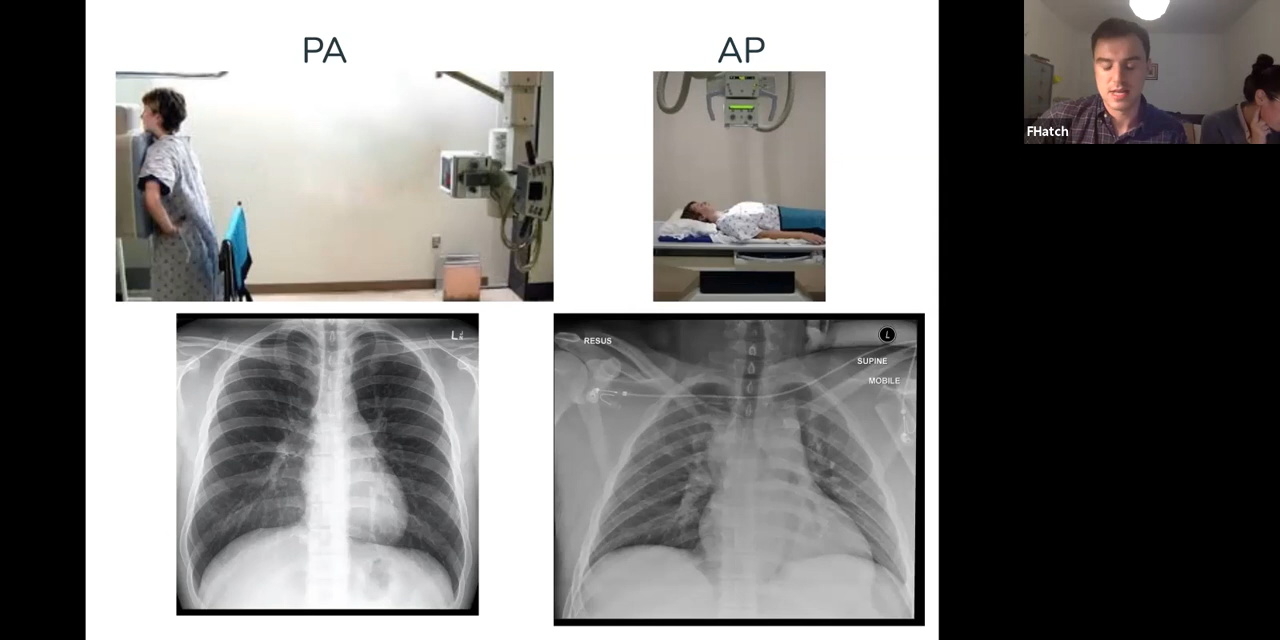 PA
AP
L
RESUS
L
SUPINE
MOBILE
FHatch